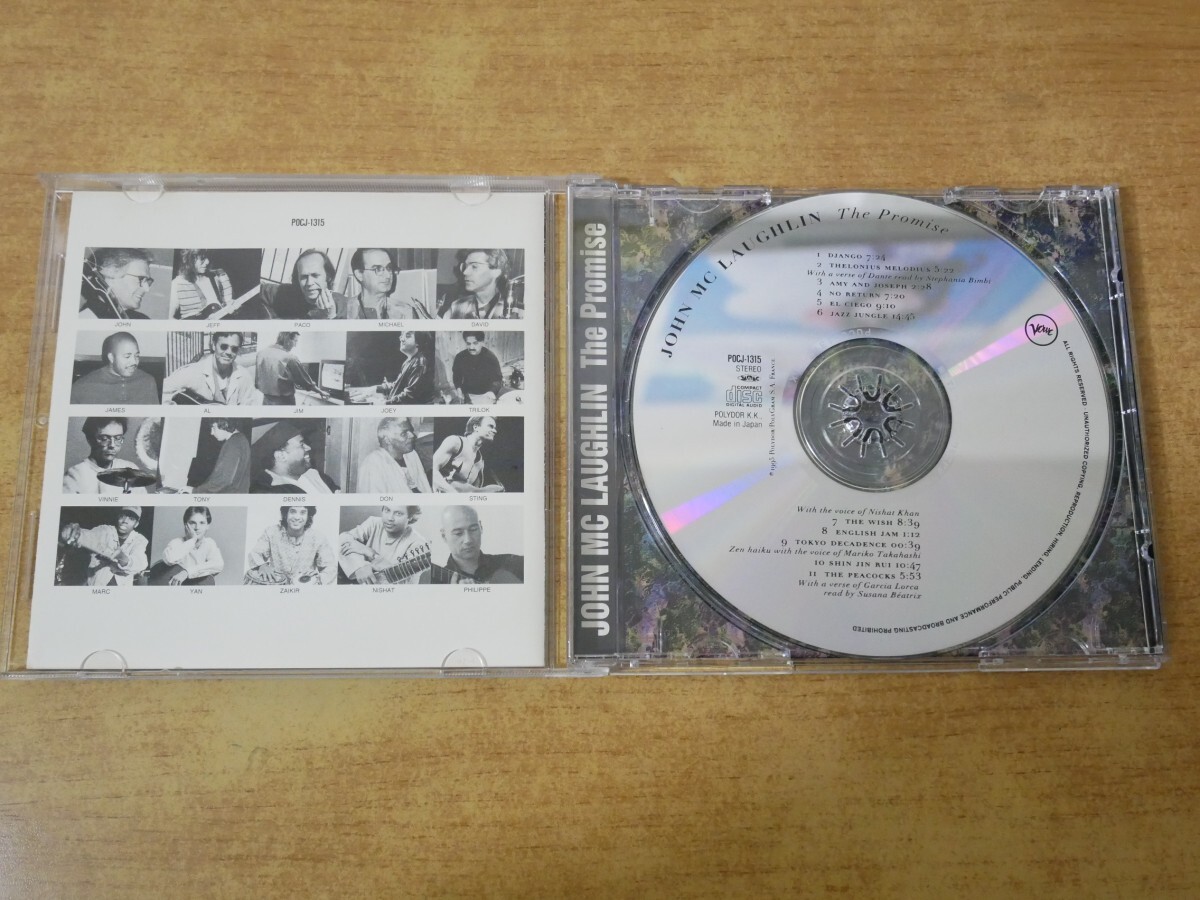 POCJ-1315
JOHN JEFF PACO MICHAEL DAVID
JAMES AL JIM JOEY TRILOK
VINNIE TONY DENNIS DON STING
MARC YAN ZAIKIR NISHAT PHILIPPE
JOHN MC LAUGHLIN The Promise
JOHN MC LAUGHLIN The Promise
1 DJANGO 7:24
2 THELONIUS MELODIUS 5:22
With a verse of Dante read by Stephania Bimbi
3 AMY AND JOSEPH 2:28
4 NO RETURN 7:20
5 EL CIEGO 9:10
6 JAZZ JUNGLE 14:45
Verve
POCJ-1315
STEREO
COMPACT
disc
DIGITAL AUDIO
POLYDOR K.K.,
Made in Japan
℗ 1995 POLYDOR POLYGRAM S.A. FRANCE
With the voice of Nishat Khan
7 THE WISH 8:39
8 ENGLISH JAM 1:12
9 TOKYO DECADENCE 00:39
Zen haiku with the voice of Mariko Takahashi
10 SHIN JIN RUI 10:47
11 THE PEACOCKS 5:53
With a verse of Garcia Lorca
read by Susana Béatrix
ALL RIGHTS RESERVED · UNAUTHORIZED COPYING, REPRODUCTION, HIRING, LENDING, PUBLIC PERFORMANCE AND BROADCASTING PROHIBITED